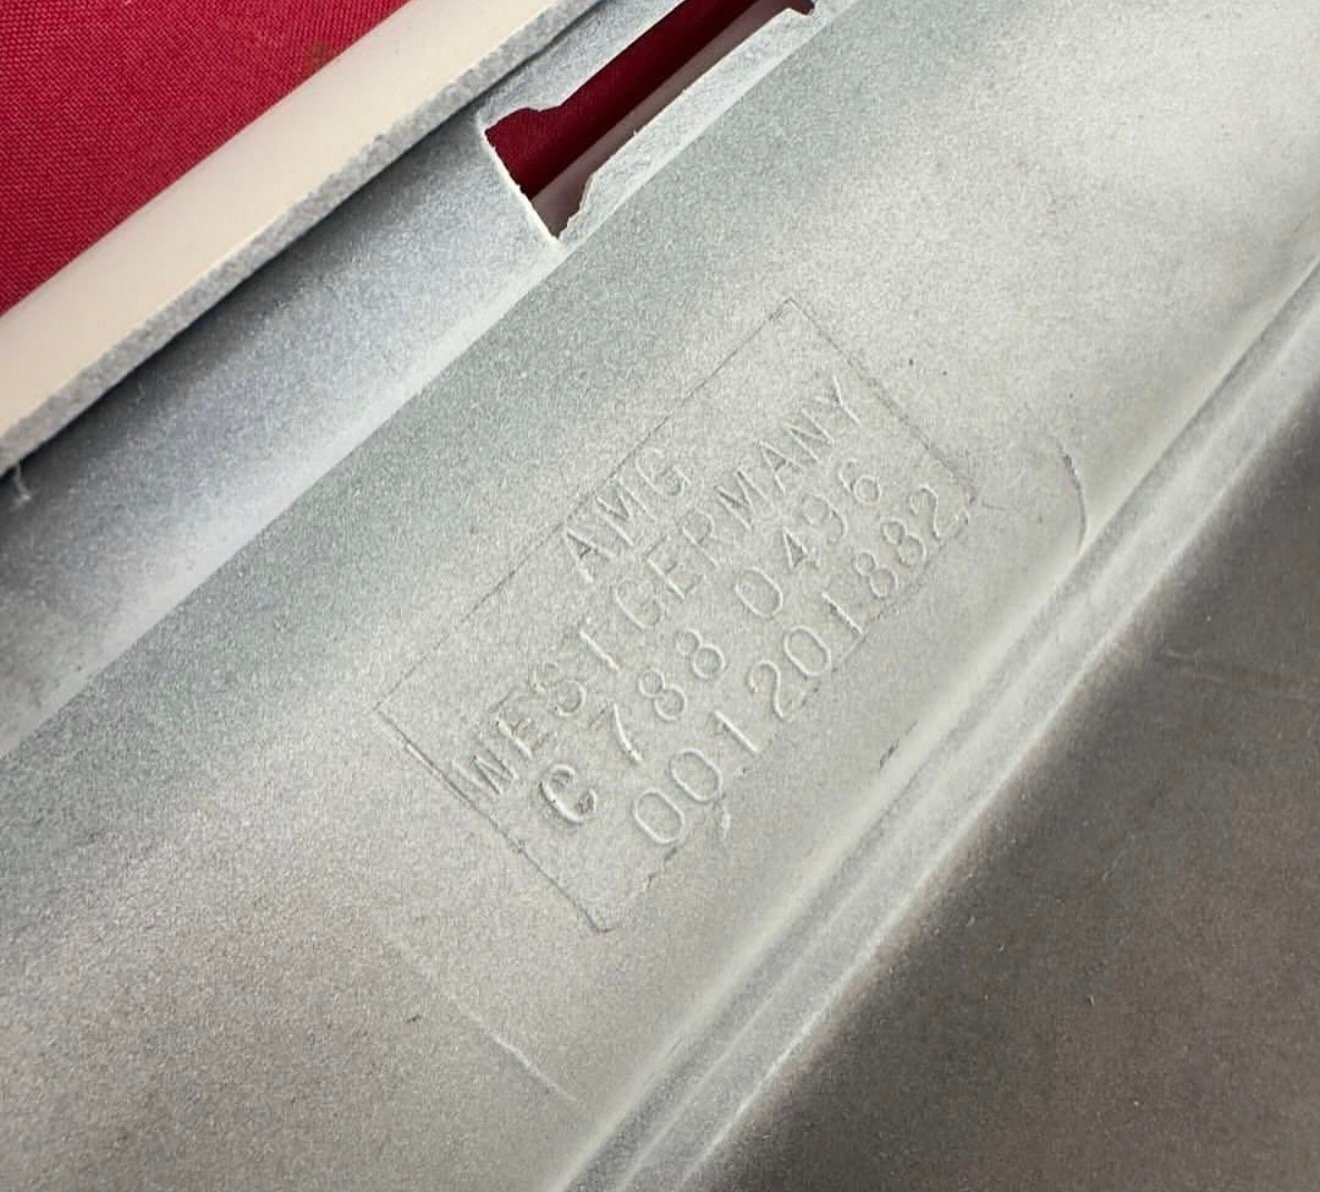 AMG
WEST GERMANY
C 788 0496
001 201 882